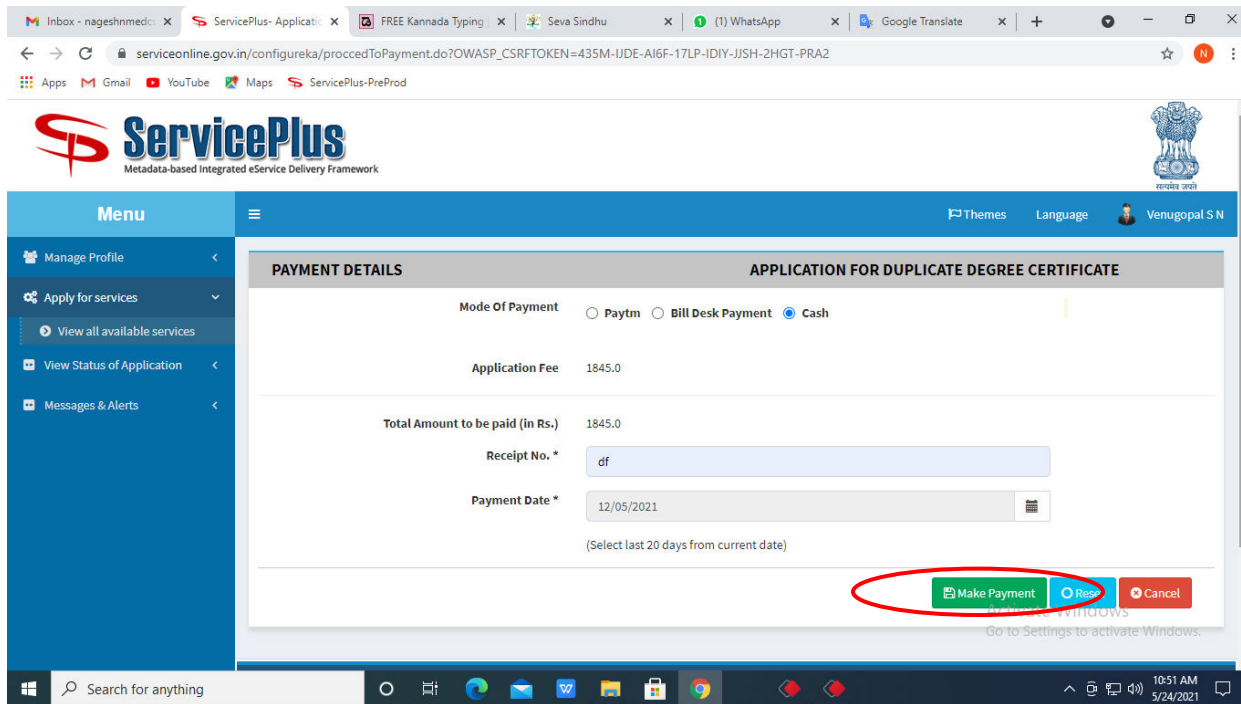 Inbox - nageshnmedc
ServicePlus- Applicatio
FREE Kannada Typing
Seva Sindhu
(1) WhatsApp
Google Translate
serviceonline.gov.in/configureka/proccedToPayment.do?OWASP_CSRFTOKEN=435M-IJDE-AI6F-17LP-IDIY-JJSH-2HGT-PRA2
N
Apps Gmail YouTube Maps ServicePlus-PreProd
ServicePlus
Metadata-based Integrated eService Delivery Framework
सत्यमेव जयते
Menu
Themes Language Venugopal S N
Manage Profile
Apply for services
View all available services
View Status of Application
Messages & Alerts
PAYMENT DETAILS APPLICATION FOR DUPLICATE DEGREE CERTIFICATE
Mode Of Payment Paytm Bill Desk Payment Cash
Application Fee 1845.0
Total Amount to be paid (in Rs.) 1845.0
Receipt No. * df
Payment Date * 12/05/2021
(Select last 20 days from current date)
Make Payment Reset Cancel
Activate Windows
Go to Settings to activate Windows.
Search for anything
10:51 AM
5/24/2021